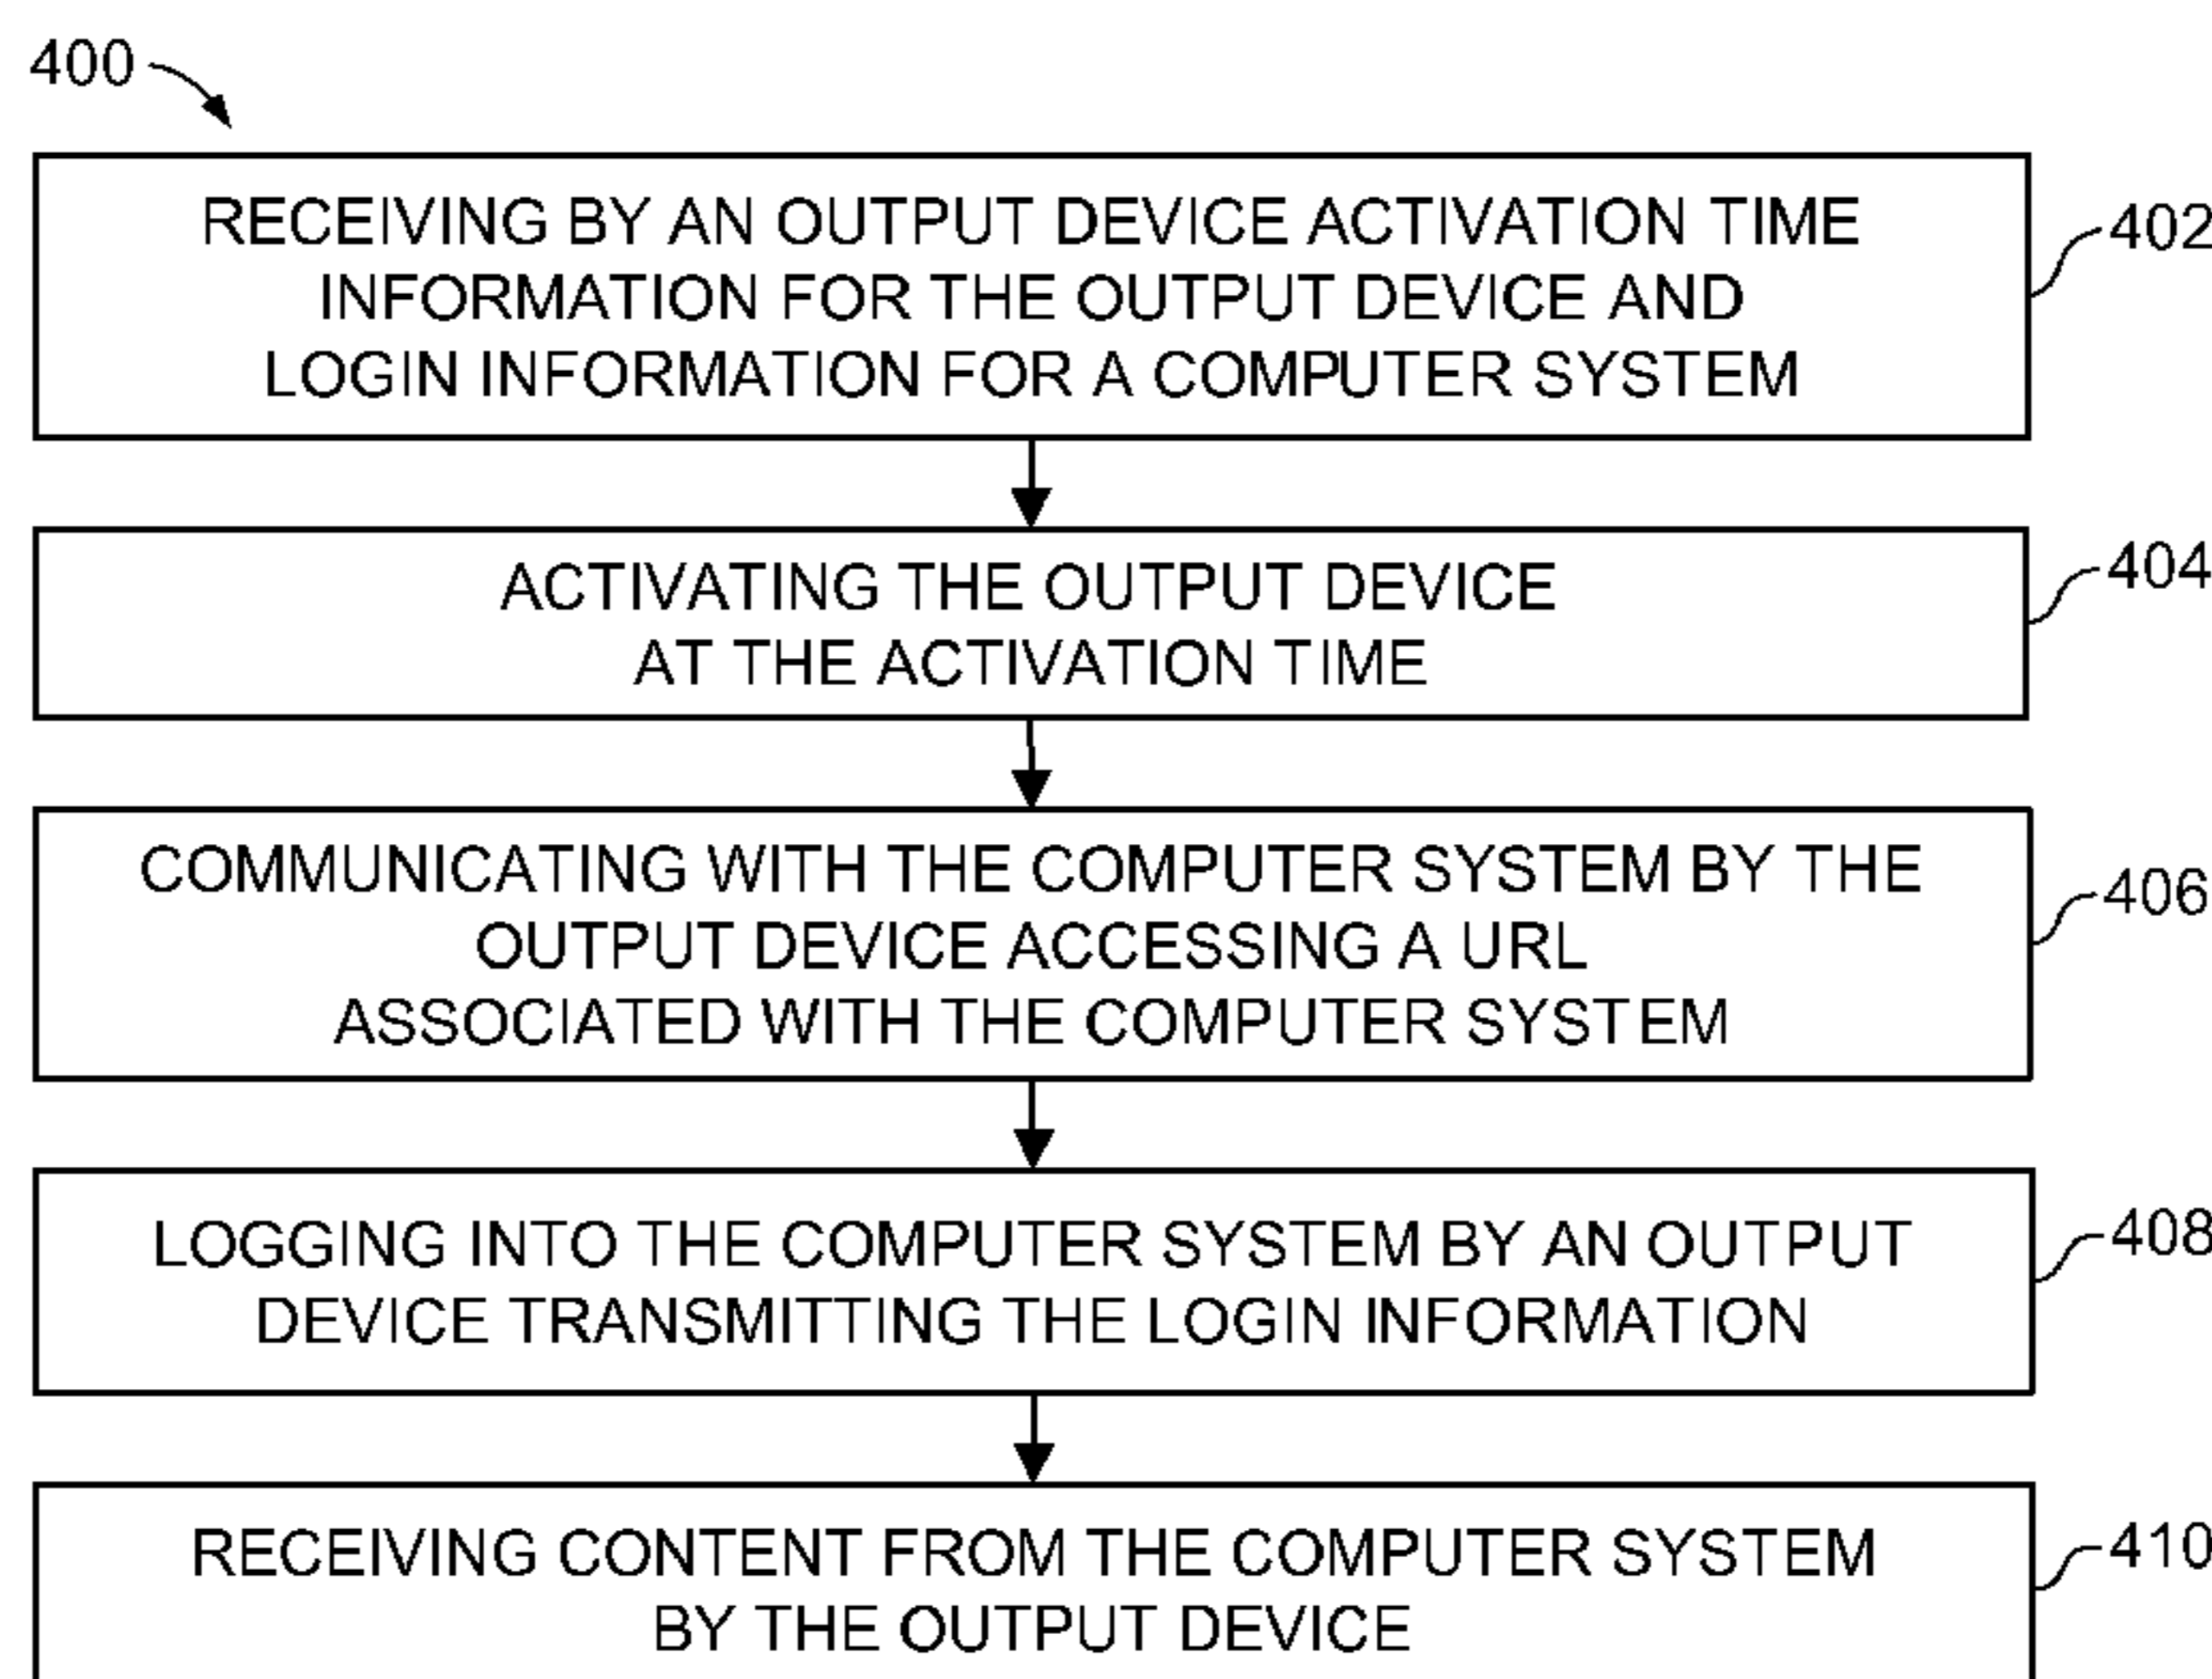 400
RECEIVING BY AN OUTPUT DEVICE ACTIVATION TIME
INFORMATION FOR THE OUTPUT DEVICE AND
LOGIN INFORMATION FOR A COMPUTER SYSTEM
402
ACTIVATING THE OUTPUT DEVICE
AT THE ACTIVATION TIME
404
COMMUNICATING WITH THE COMPUTER SYSTEM BY THE
OUTPUT DEVICE ACCESSING A URL
ASSOCIATED WITH THE COMPUTER SYSTEM
406
LOGGING INTO THE COMPUTER SYSTEM BY AN OUTPUT
DEVICE TRANSMITTING THE LOGIN INFORMATION
408
RECEIVING CONTENT FROM THE COMPUTER SYSTEM
BY THE OUTPUT DEVICE
410